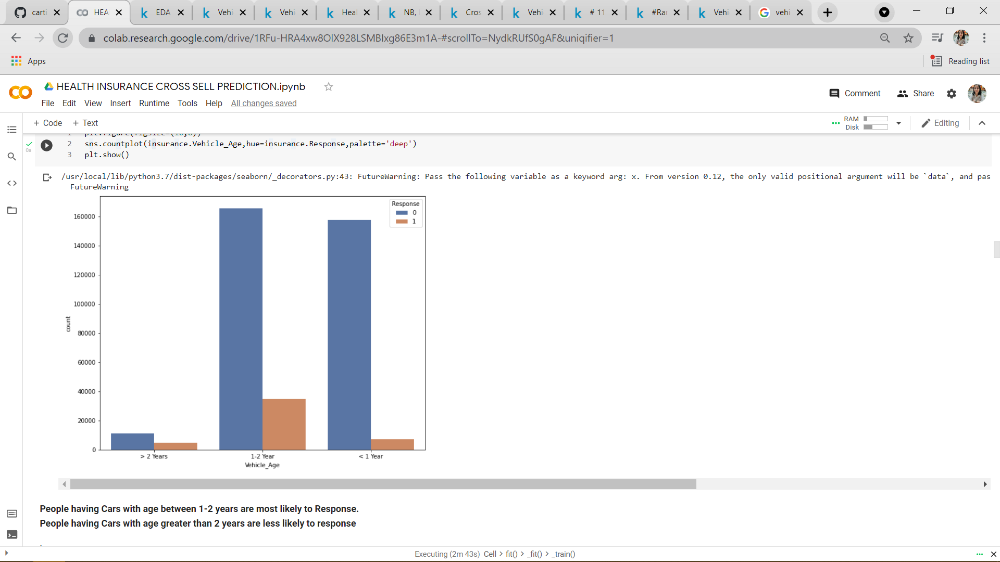 carti HEA EDA Vehi Vehi Heal NB, Cros Vehi # 11 #Rar Vehi vehi
colab.research.google.com/drive/1RFu-HRA4xw8OlX928LSMBIxg86E3m1A-#scrollTo=NydkRUfS0gAF&uniqifier=1
Apps Reading list
HEALTH INSURANCE CROSS SELL PREDICTION.ipynb
File Edit View Insert Runtime Tools Help All changes saved
Comment Share
+ Code + Text
RAM
Disk
Editing
0s
1 plt.figure(figsize=(10,8))
2 sns.countplot(insurance.Vehicle_Age,hue=insurance.Response,palette='deep')
3 plt.show()
/usr/local/lib/python3.7/dist-packages/seaborn/_decorators.py:43: FutureWarning: Pass the following variable as a keyword arg: x. From version 0.12, the only valid positional argument will be `data`, and pas
FutureWarning
Response
0
1
160000
140000
120000
100000
80000
60000
40000
20000
0
count
> 2 Years 1-2 Year < 1 Year
Vehicle_Age
People having Cars with age between 1-2 years are most likely to Response.
People having Cars with age greater than 2 years are less likely to response
.
Executing (2m 43s) Cell > fit() > _fit() > _train()